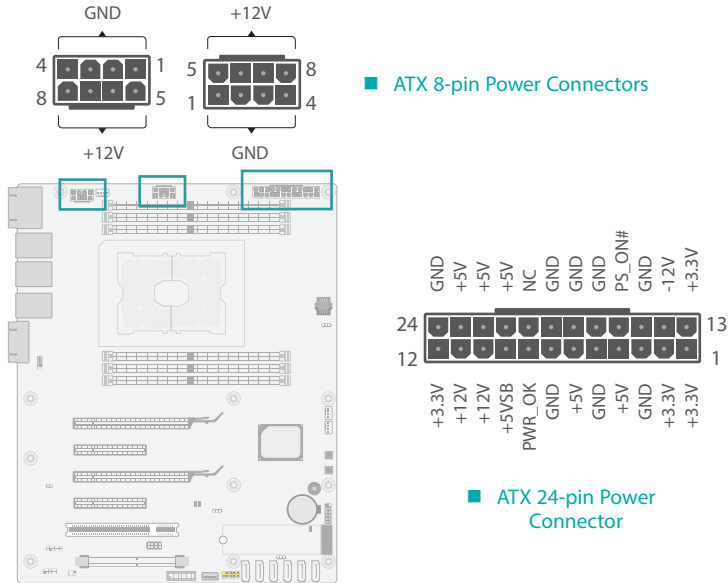 GND +12V
4 1 5 8
8 5 1 4
■ ATX 8-pin Power Connectors
+12V GND
GND +5V +5V +5V NC GND GND GND PS_ON# GND -12V +3.3V
24 13
12 1
+3.3V +12V +12V +5VSB PWR_OK GND +5V GND +5V GND +3.3V +3.3V
■ ATX 24-pin Power
Connector